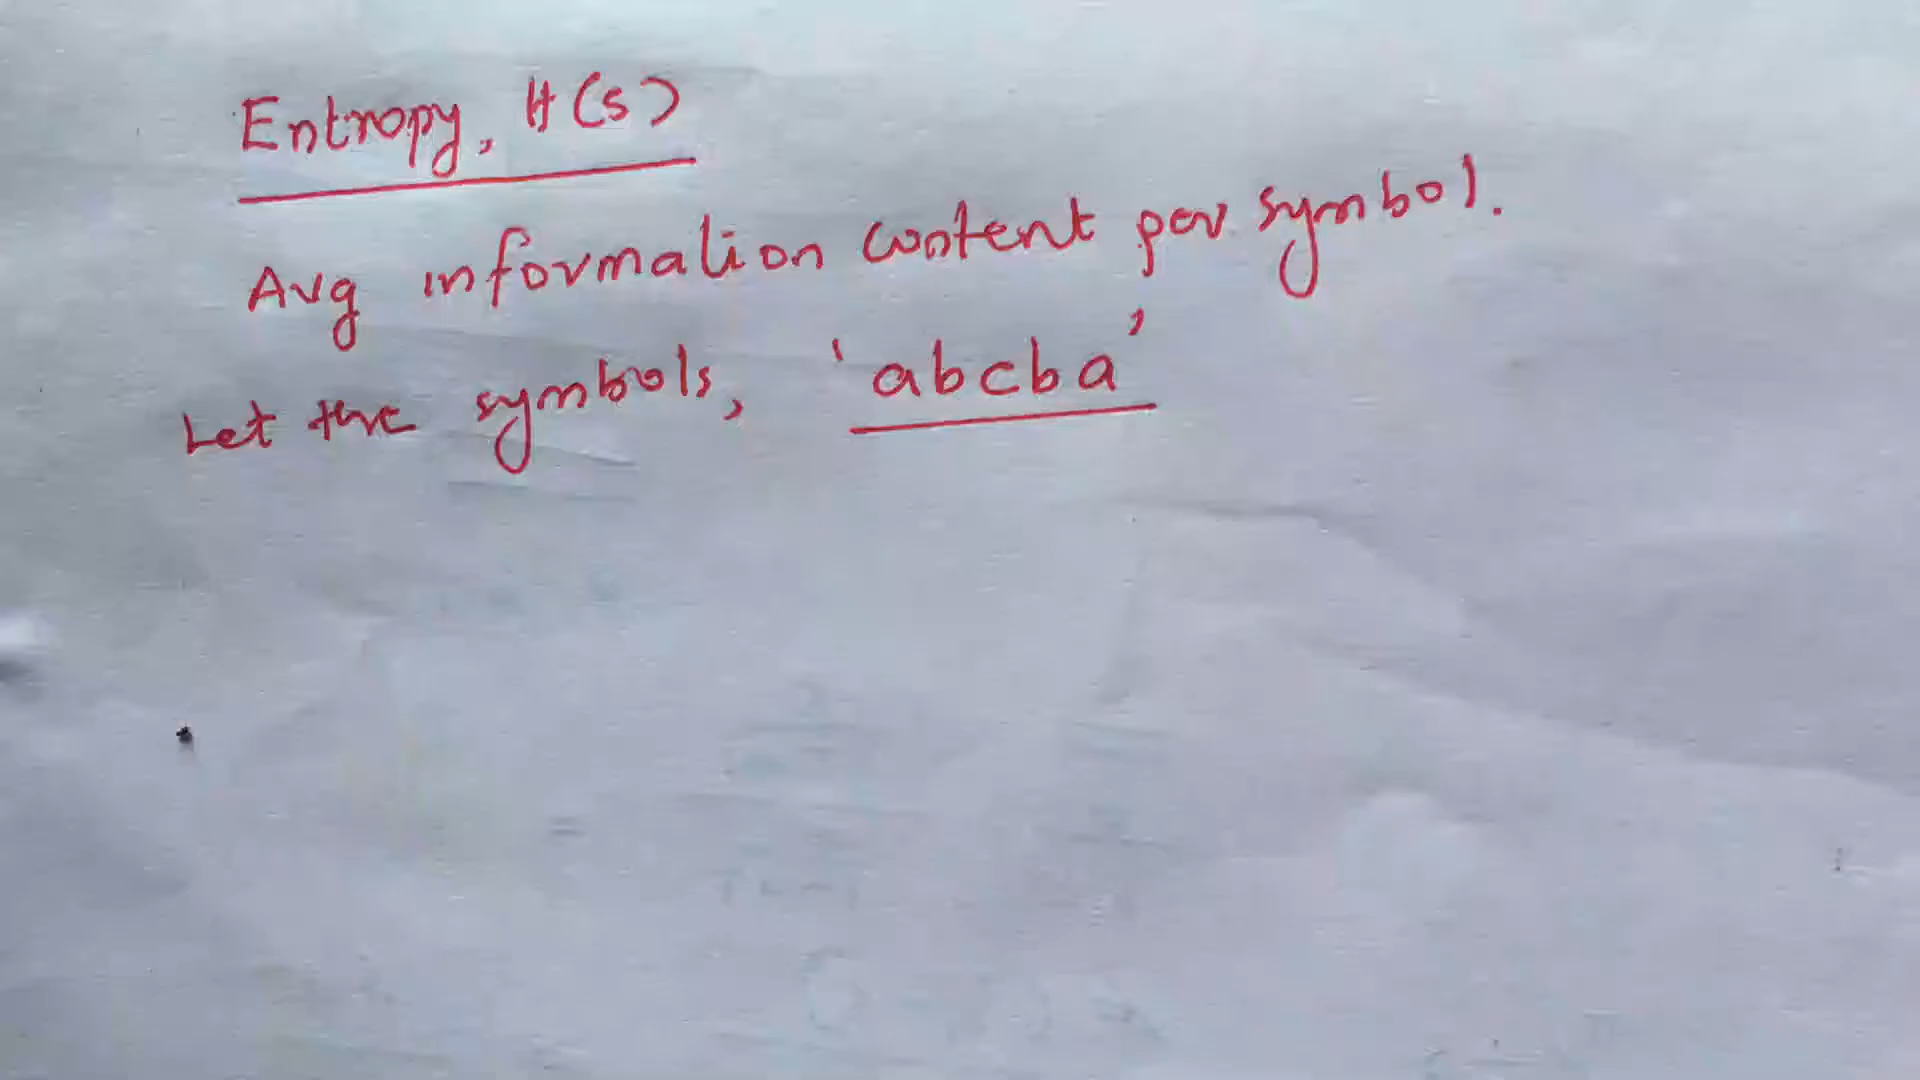 Entropy, H(s)
Avg information content per symbol.
Let the symbols, 'abcba'